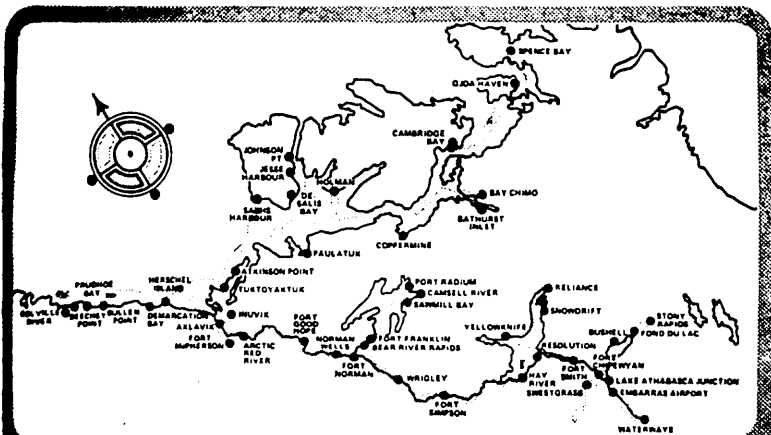 SPENCE BAY
GJOA HAVEN
CAMBRIDGE
BAY
JOHNSON
PT
JESSE
HARBOUR
HOLMAN
DE
SALIS
BAY
SACHS
HARBOUR
BAY CHIMO
BATHURST
INLET
COPPERMINE
PAULATUK
ATKINSON POINT
TUKTOYAKTUK
HERSCHEL
ISLAND
PRUDHOE
BAY
COLVILLE
RIVER
BEECHEY
POINT
BULLEN
POINT
DEMARCATION
BAY
INUVIK
AKLAVIK
FORT
McPHERSON
ARCTIC
RED
RIVER
FORT
GOOD
HOPE
NORMAN
WELLS
FORT
NORMAN
PORT RADIUM
CAMSELL RIVER
SAWMILL BAY
FORT FRANKLIN
BEAR RIVER RAPIDS
WRIGLEY
FORT
SIMPSON
RELIANCE
SNOWDRIFT
YELLOWKNIFE
RESOLUTION
HAY
RIVER
FORT
SMITH
SWEETGRASS
STONY
RAPIDS
BUSHELL
FOND DU LAC
FORT
CHIPEWYAN
LAKE ATHABASCA JUNCTION
EMBARRAS AIRPORT
WATERWAYS